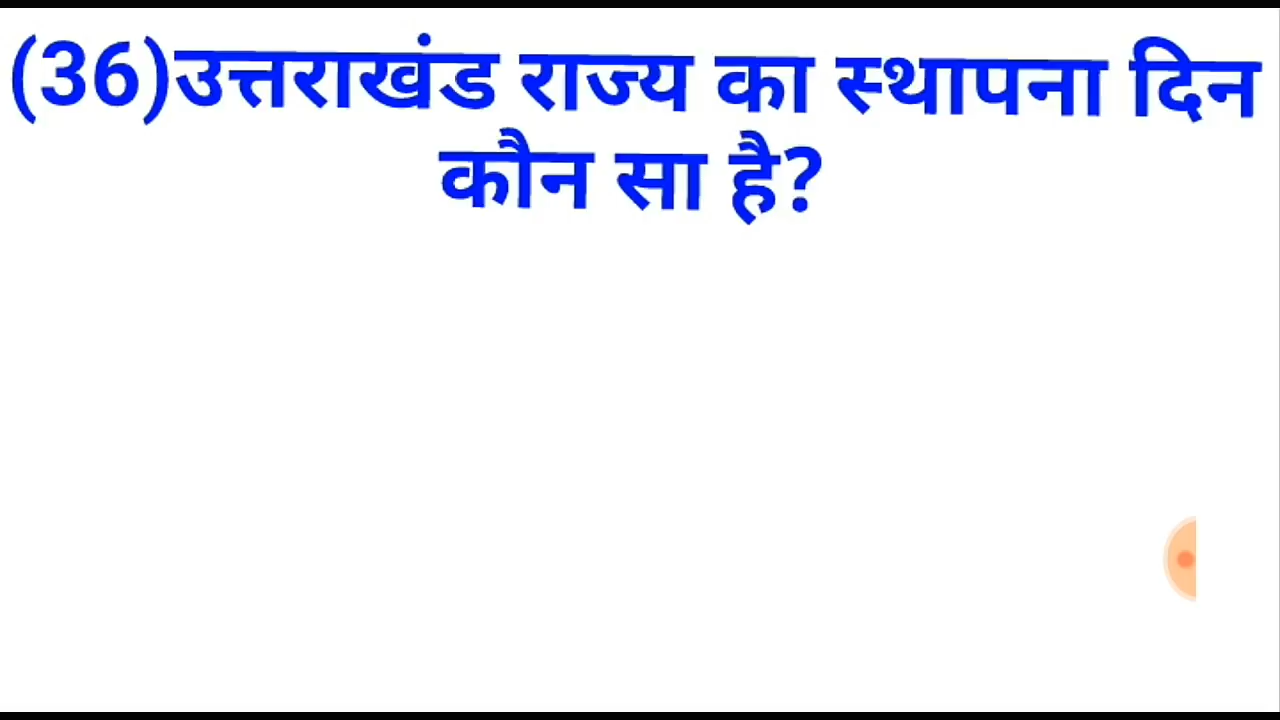 (36)उत्तराखंड राज्य का स्थापना दिन
कौन सा है?